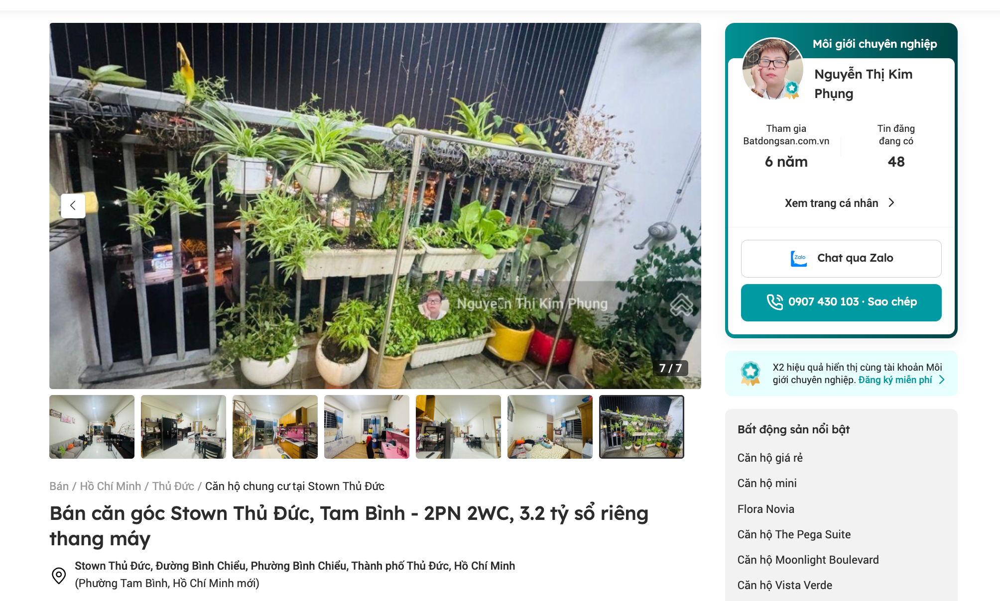 Nguyễn Thị Kim Phụng
7 / 7
Bán / Hồ Chí Minh / Thủ Đức / Căn hộ chung cư tại Stown Thủ Đức
Bán căn góc Stown Thủ Đức, Tam Bình - 2PN 2WC, 3.2 tỷ sổ riêng
thang máy
Stown Thủ Đức, Đường Bình Chiểu, Phường Bình Chiểu, Thành phố Thủ Đức, Hồ Chí Minh
(Phường Tam Bình, Hồ Chí Minh mới)
Môi giới chuyên nghiệp
Nguyễn Thị Kim
Phụng
Tham gia
Batdongsan.com.vn
6 năm
Tin đăng
đang có
48
Xem trang cá nhân
Zalo
Chat qua Zalo
0907 430 103 · Sao chép
X2 hiệu quả hiển thị cùng tài khoản Môi
giới chuyên nghiệp. Đăng ký miễn phí
Bất động sản nổi bật
Căn hộ giá rẻ
Căn hộ mini
Flora Novia
Căn hộ The Pega Suite
Căn hộ Moonlight Boulevard
Căn hộ Vista Verde